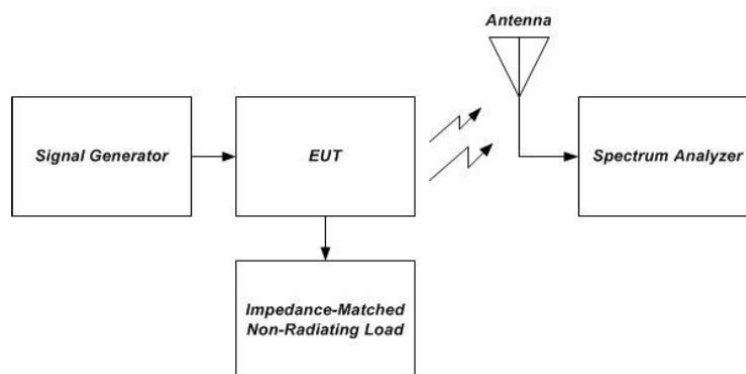 Antenna
Signal Generator
EUT
Spectrum Analyzer
Impedance-Matched
Non-Radiating Load